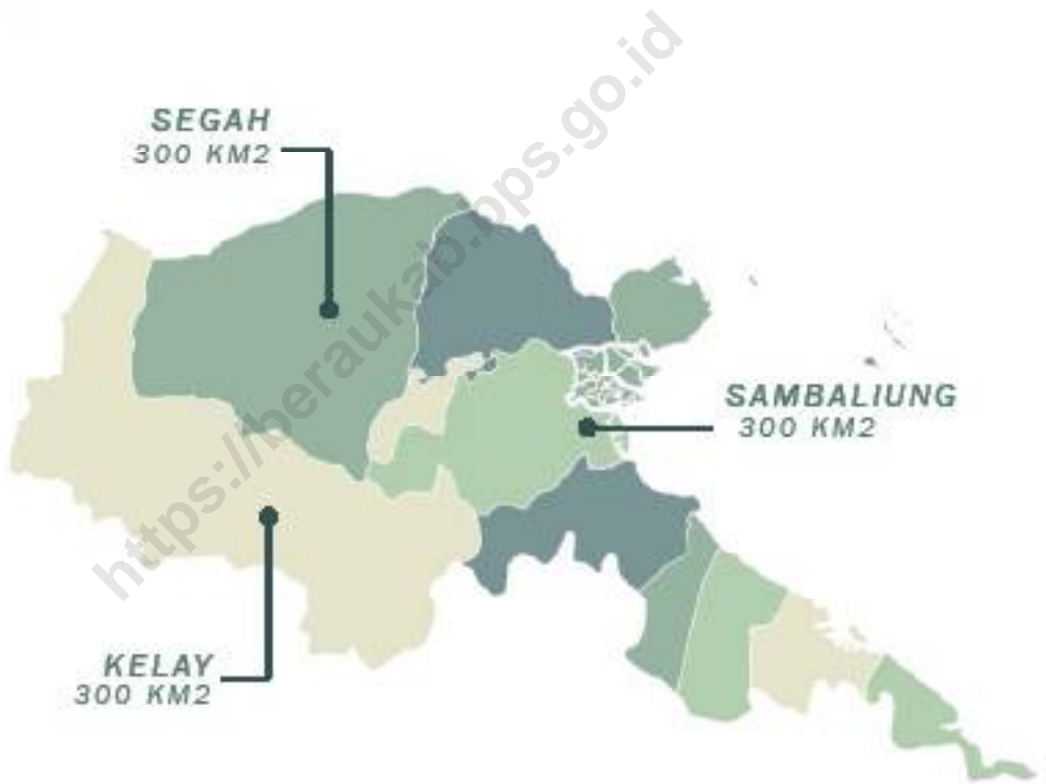 SEGAH
300 KM2
SAMBALIUNG
300 KM2
KELAY
300 KM2
https://beraukab.bps.go.id